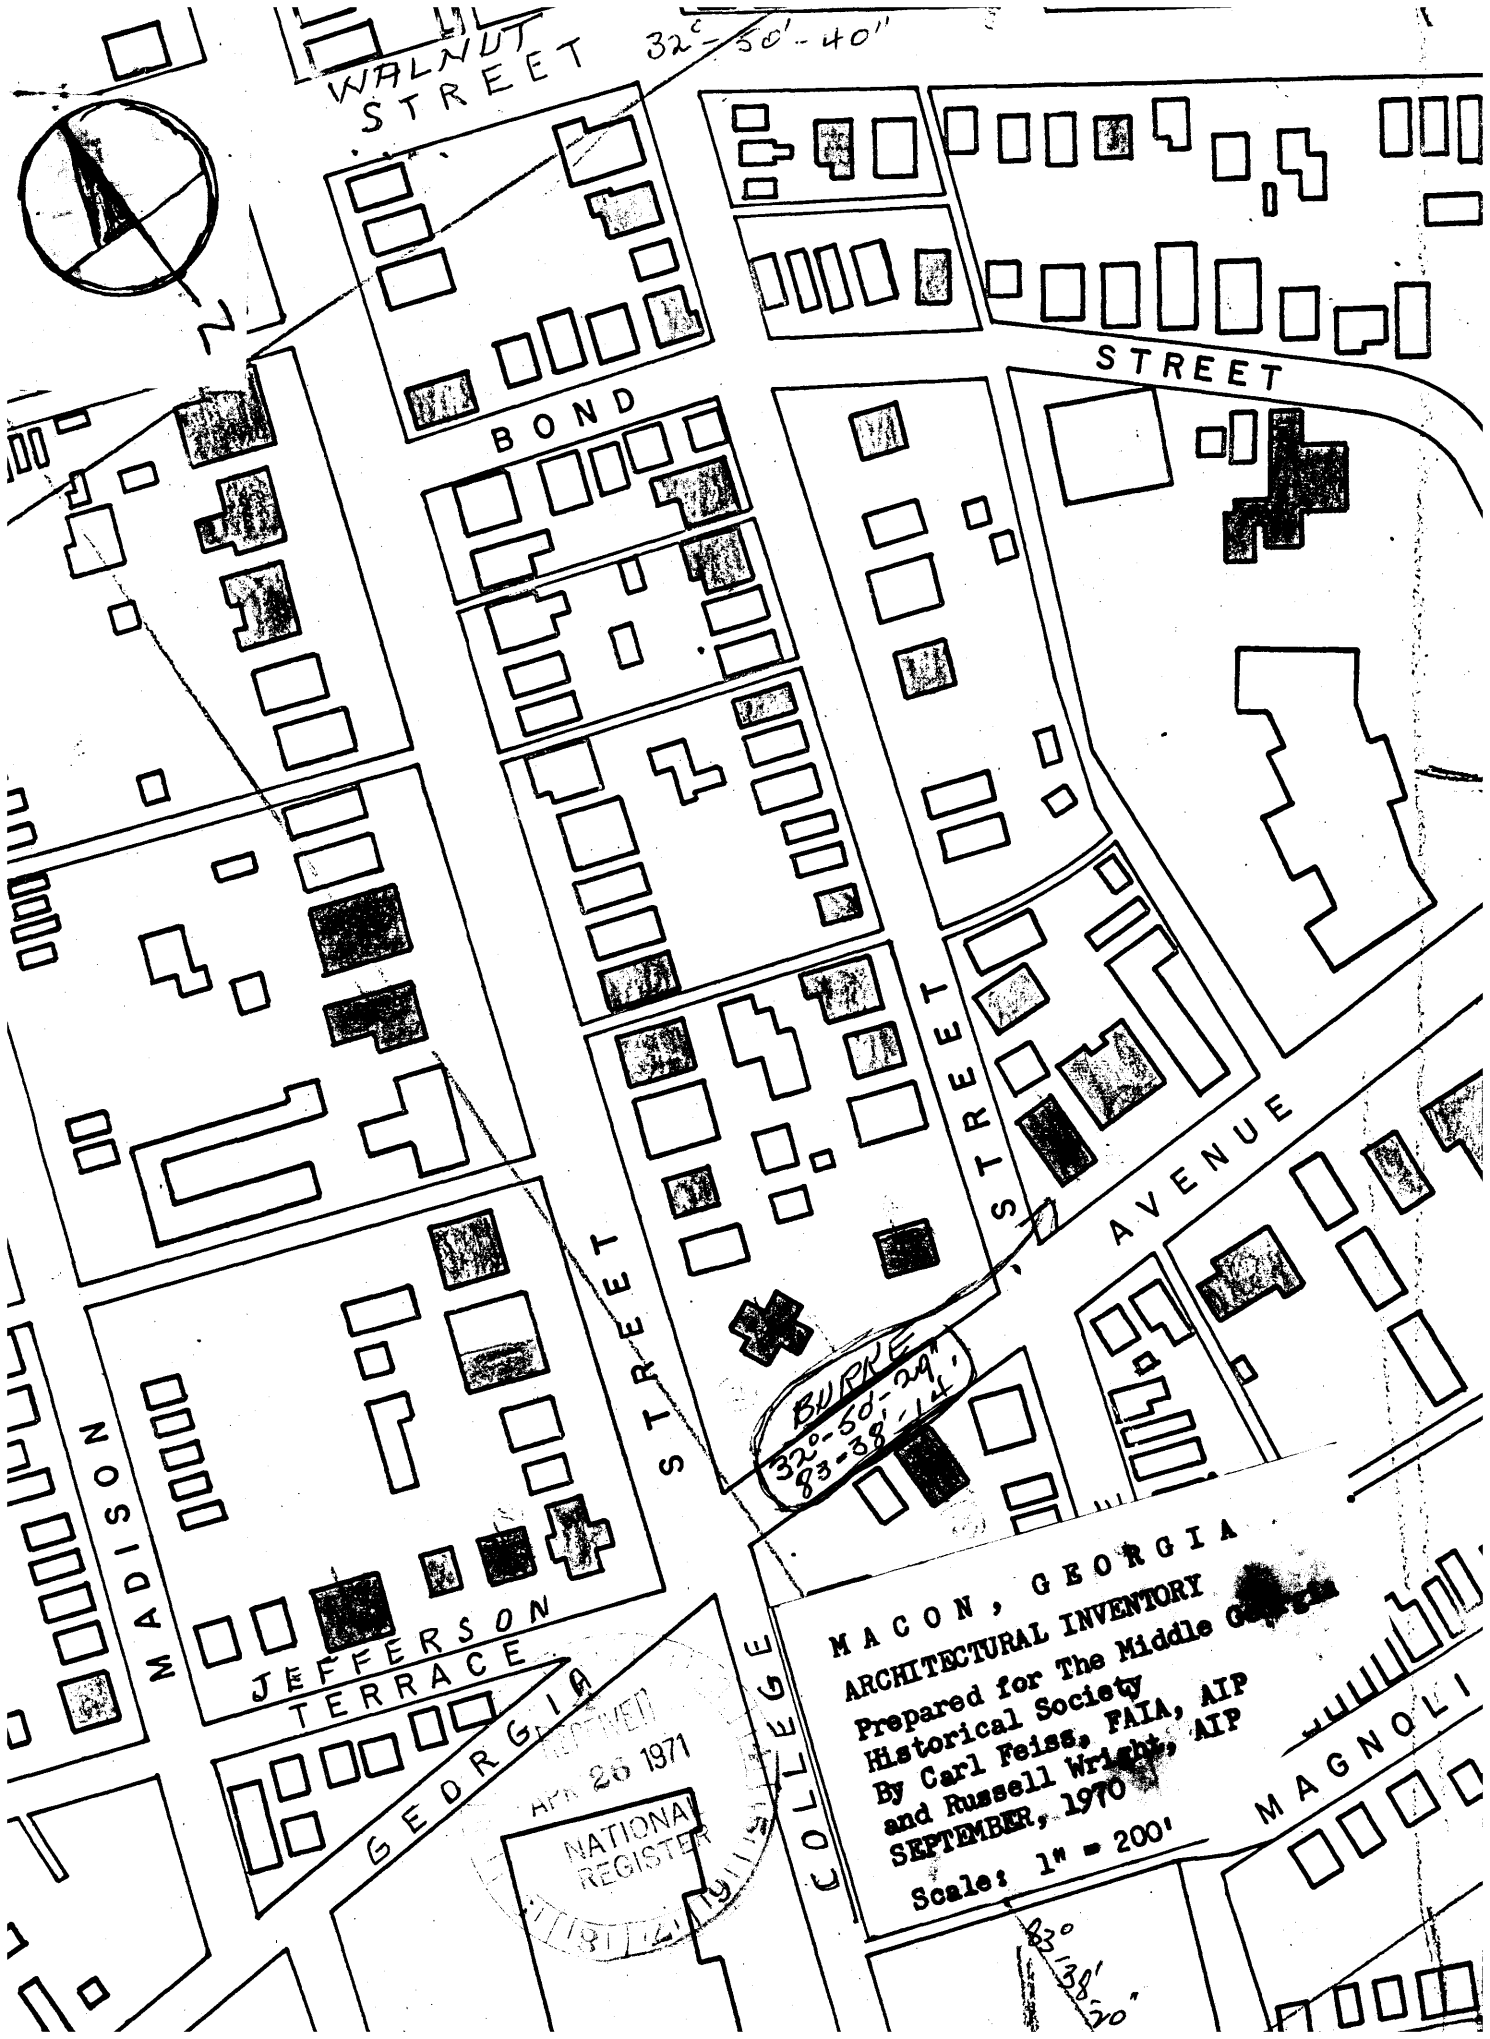 WALNUT
STREET
32°-50'-40"
N
BOND
STREET
STREET
STREET
AVENUE
STREET
MADISON
BURKE
32°-50'-29"
83-38'-14'
JEFFERSON
TERRACE
GEORGIA
COLLEGE
MACON, GEORGIA
ARCHITECTURAL INVENTORY
Prepared for The Middle Georgia
Historical Society
By Carl Feiss, FAIA, AIP
and Russell Wright, AIP
SEPTEMBER, 1970
Scale: 1" = 200'
MAGNOLI
RECEIVED
APR 26 1971
NATIONAL
REGISTER
83°
-38'
-20"